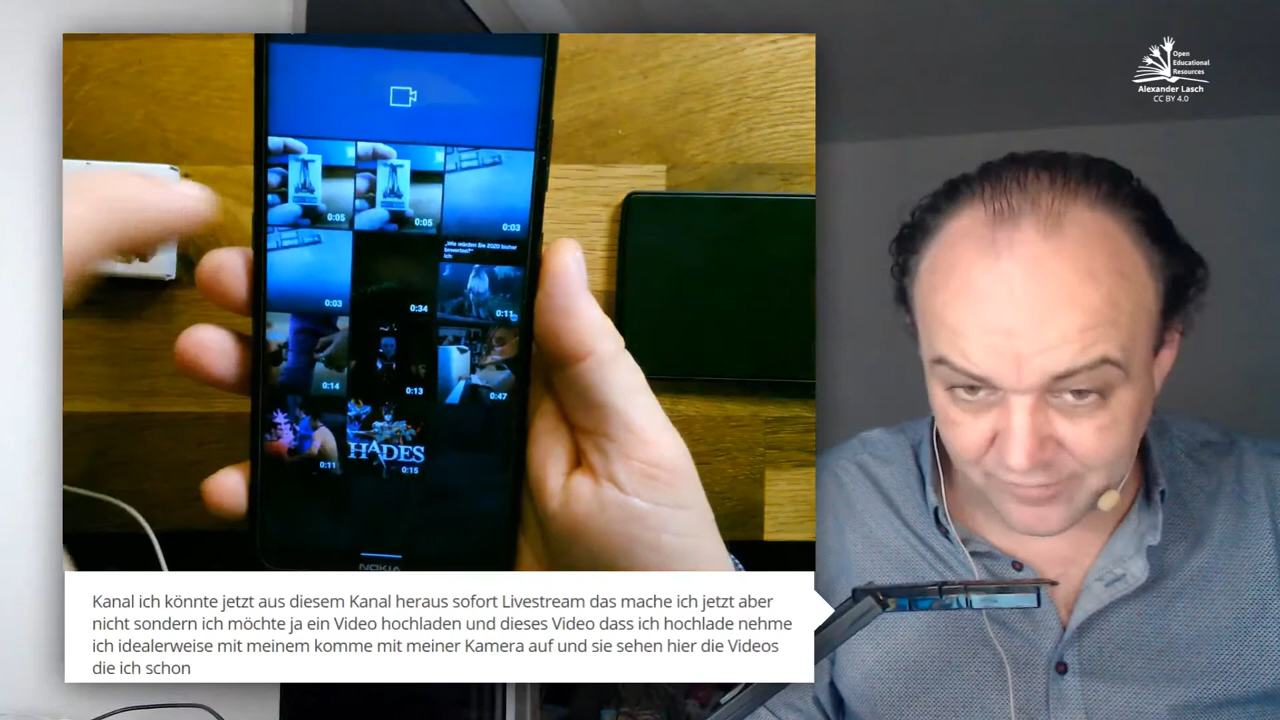 Open
Educational
Resources
Alexander Lasch
CC BY 4.0
0:05
0:05
0:03
0:03
0:34
„Wie würden Sie 2020 bisher
bewerten?"
Ich:
0:11
0:14
0:13
0:47
0:11
HADES
0:15
NOKIA
Kanal ich könnte jetzt aus diesem Kanal heraus sofort Livestream das mache ich jetzt aber
nicht sondern ich möchte ja ein Video hochladen und dieses Video dass ich hochlade nehme
ich idealerweise mit meinem komme mit meiner Kamera auf und sie sehen hier die Videos
die ich schon